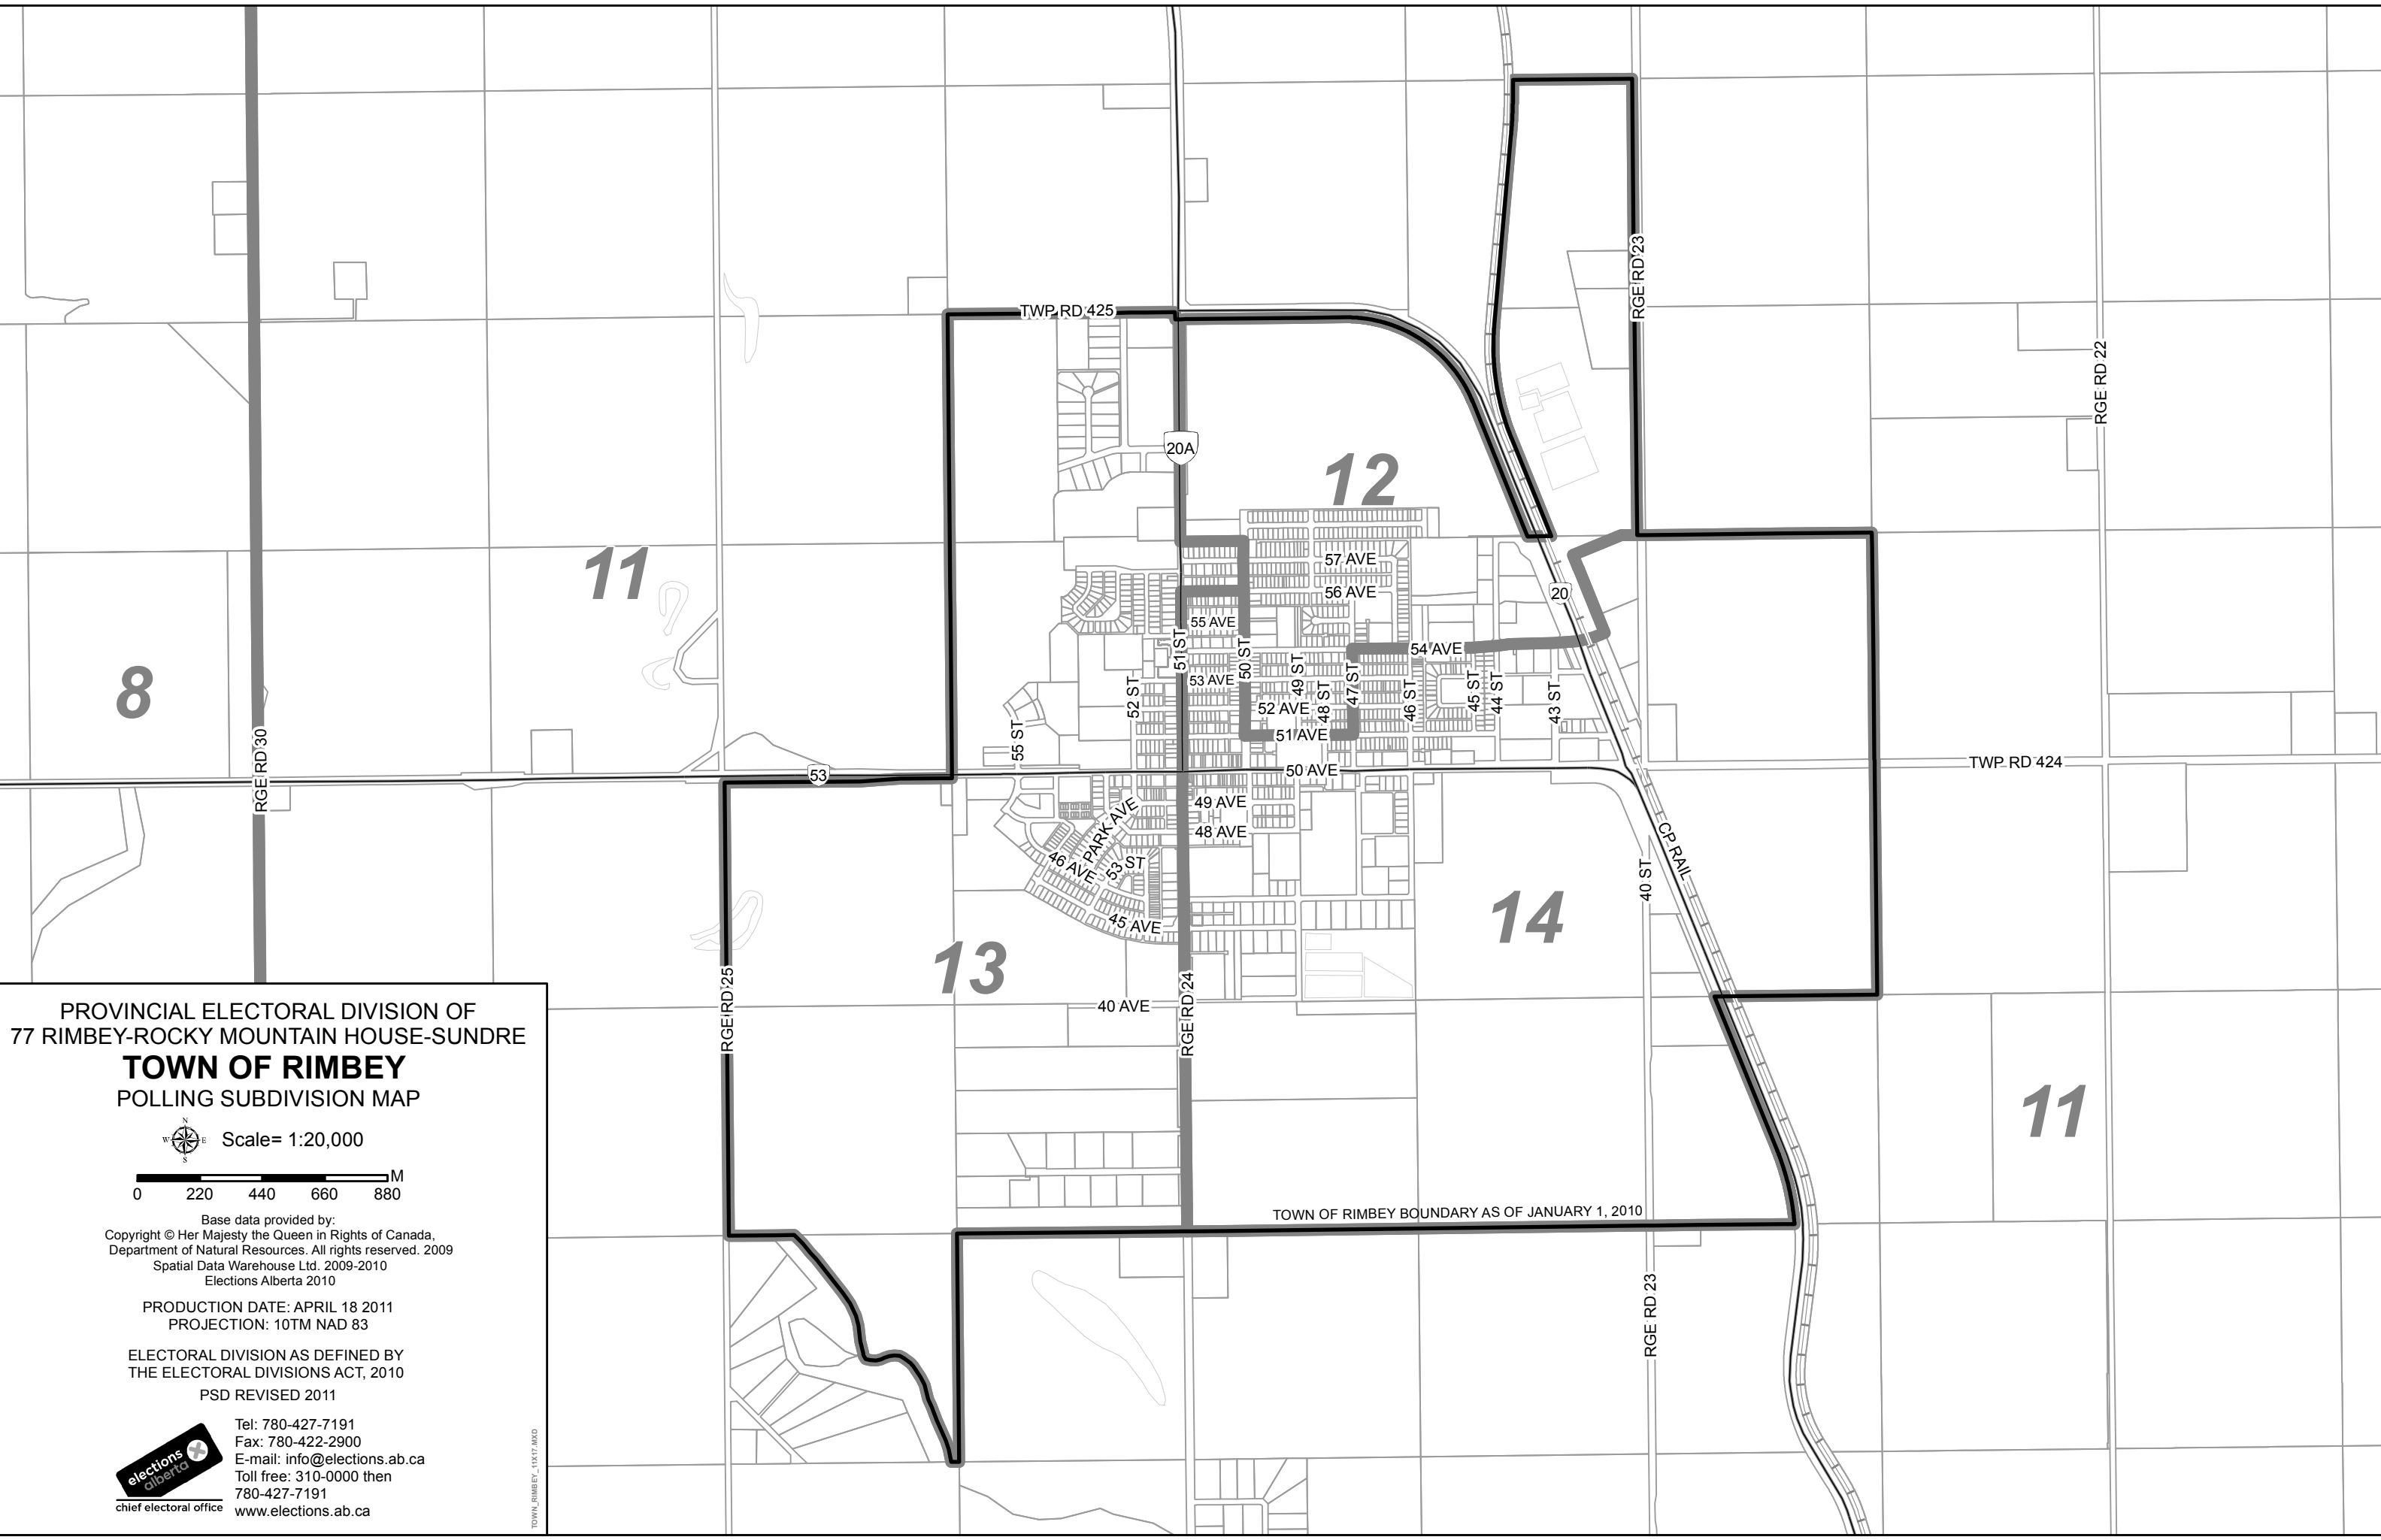 RGE RD 23
TWP RD 425
RGE RD 22
20A
12
57 AVE
11
56 AVE
20
55 AVE
51 ST
50 ST
54 AVE
8
53 AVE
49 ST
47 ST
52 ST
52 AVE
48 ST
46 ST
45 ST
44 ST
43 ST
55 ST
51 AVE
RGE RD 30
53
50 AVE
TWP RD 424
49 AVE
PARK AVE
48 AVE
CP RAIL
46 AVE
53 ST
40 ST
45 AVE
14
13
RGE RD 25
RGE RD 24
40 AVE
11
TOWN OF RIMBEY BOUNDARY AS OF JANUARY 1, 2010
RGE RD 23
PROVINCIAL ELECTORAL DIVISION OF
77 RIMBEY-ROCKY MOUNTAIN HOUSE-SUNDRE
TOWN OF RIMBEY
POLLING SUBDIVISION MAP
N
W E
S
Scale= 1:20,000
M
0 220 440 660 880
Base data provided by:
Copyright © Her Majesty the Queen in Rights of Canada,
Department of Natural Resources. All rights reserved. 2009
Spatial Data Warehouse Ltd. 2009-2010
Elections Alberta 2010
PRODUCTION DATE: APRIL 18 2011
PROJECTION: 10TM NAD 83
ELECTORAL DIVISION AS DEFINED BY
THE ELECTORAL DIVISIONS ACT, 2010
PSD REVISED 2011
elections
alberta
chief electoral office
Tel: 780-427-7191
Fax: 780-422-2900
E-mail: info@elections.ab.ca
Toll free: 310-0000 then
780-427-7191
www.elections.ab.ca
TOWN_RIMBEY_11X17.MXD